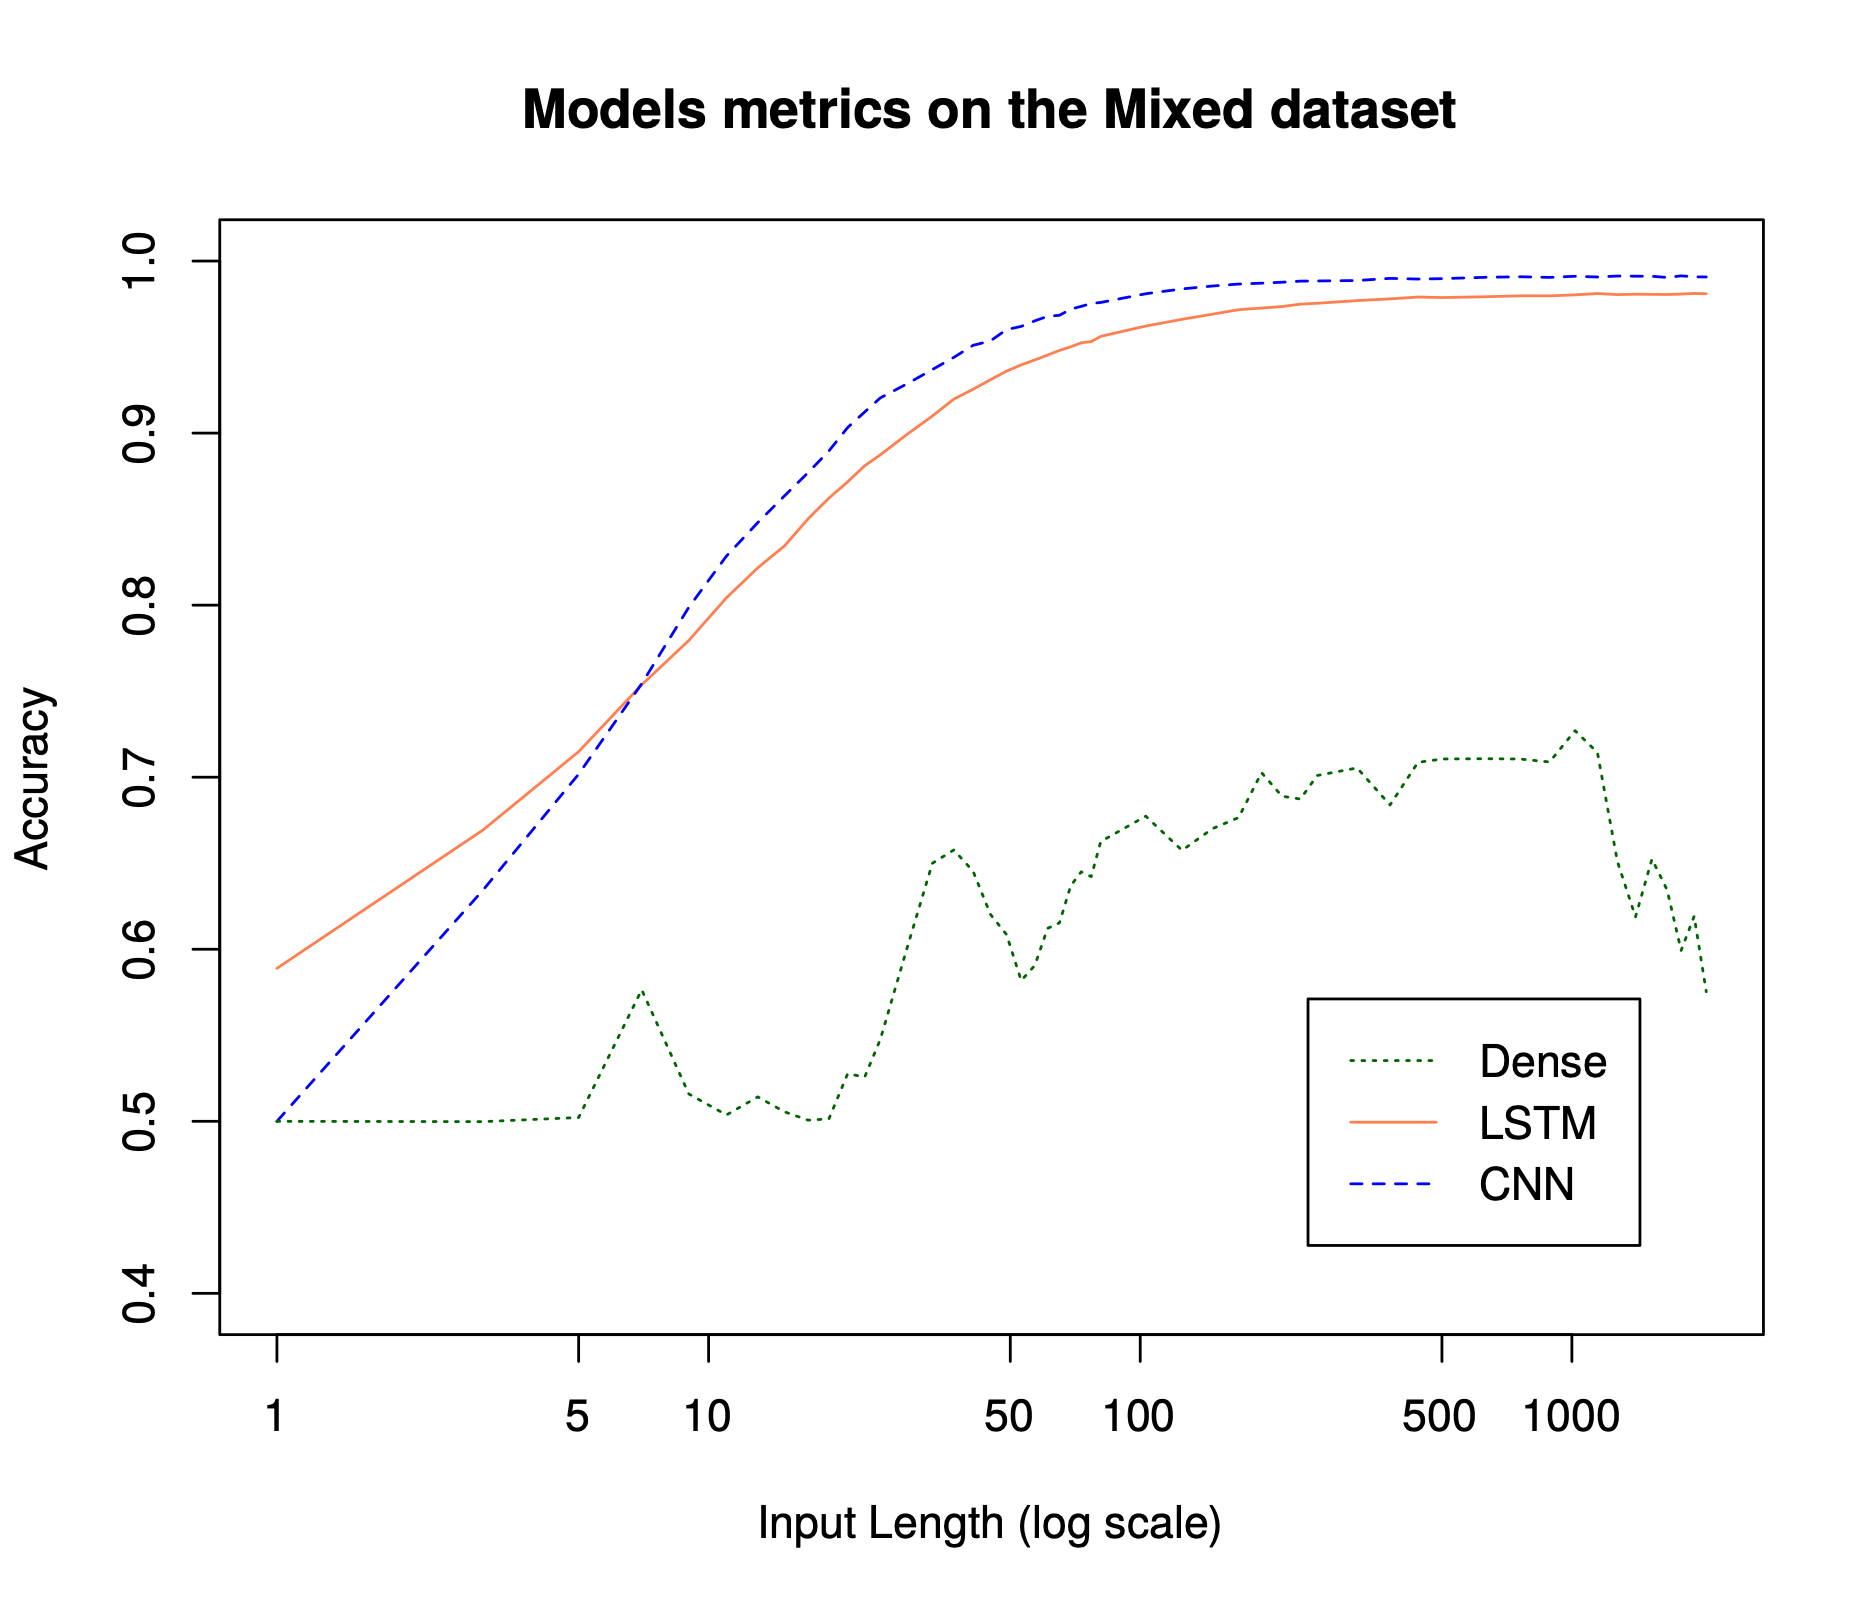 Models metrics on the Mixed dataset
Accuracy
1.0
0.9
0.8
0.7
0.6
0.5
0.4
Dense
LSTM
CNN
1 5 10 50 100 500 1000
Input Length (log scale)